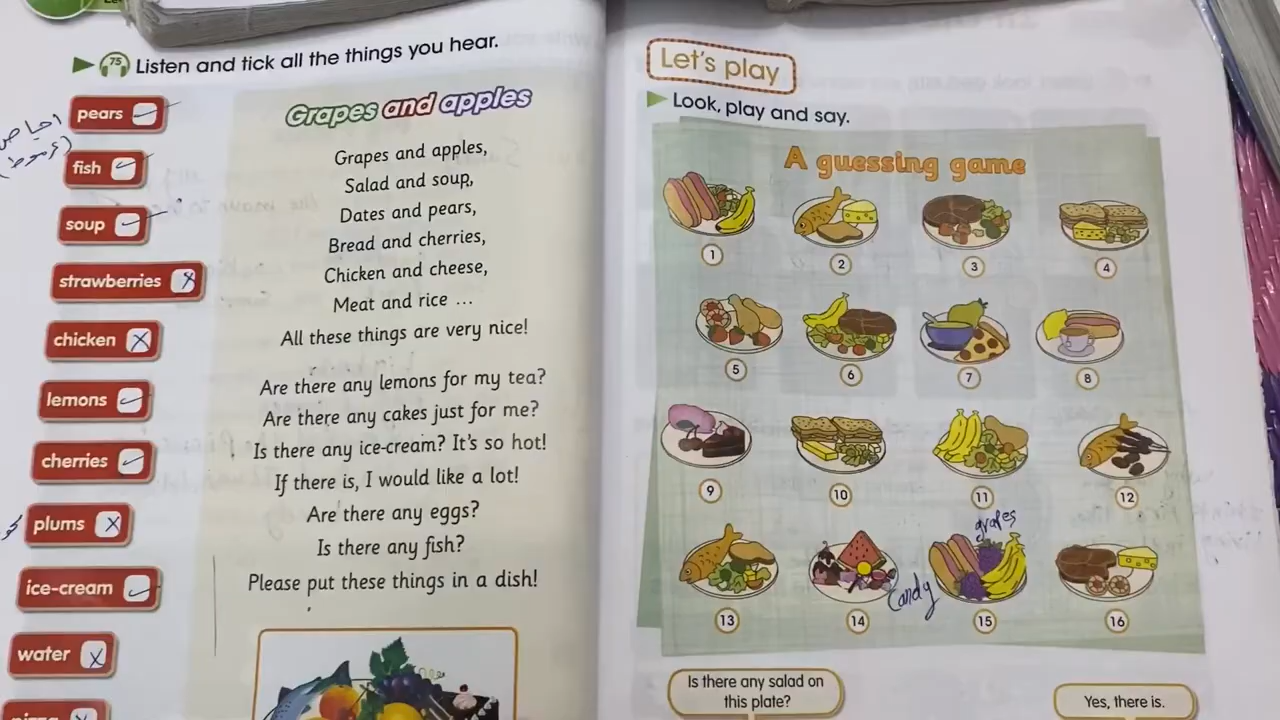 75 Listen and tick all the things you hear.
pears
fish
soup
strawberries
chicken
lemons
cherries
plums
ice-cream
water
pizza
Grapes and apples
Grapes and apples,
Salad and soup,
Dates and pears,
Bread and cherries,
Chicken and cheese,
Meat and rice ...
All these things are very nice!
Are there any lemons for my tea?
Are there any cakes just for me?
Is there any ice-cream? It's so hot!
If there is, I would like a lot!
Are there any eggs?
Is there any fish?
Please put these things in a dish!
Let's play
Look, play and say.
A guessing game
1
2
3
4
5
6
7
8
9
10
11
12
grapes
candy
13
14
15
16
Is there any salad on
this plate?
Yes, there is.